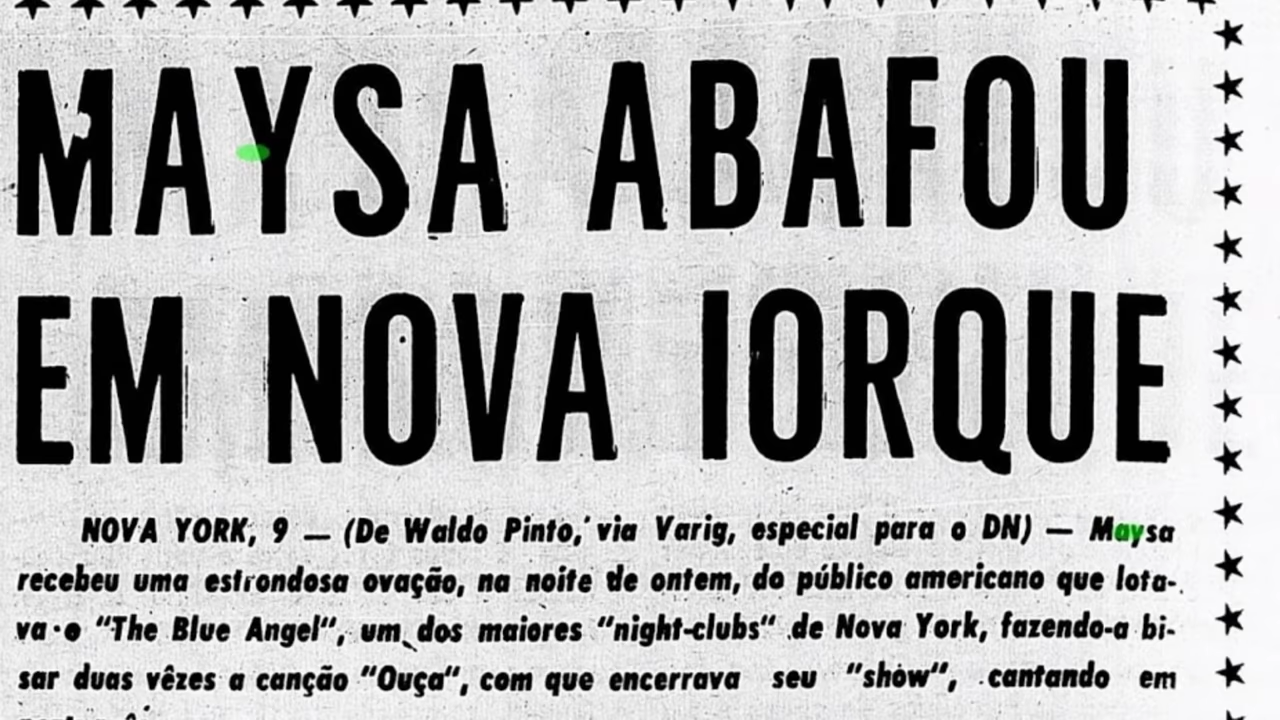 MAYSA ABAFOU
EM NOVA IORQUE
NOVA YORK, 9 — (De Waldo Pinto, via Varig, especial para o DN) — Maysa
recebeu uma estrondosa ovação, na noite de ontem, do público americano que lota-
va o "The Blue Angel", um dos maiores "night-clubs" de Nova York, fazendo-a bi-
sar duas vêzes a canção "Ouça", com que encerrava seu "show", cantando em